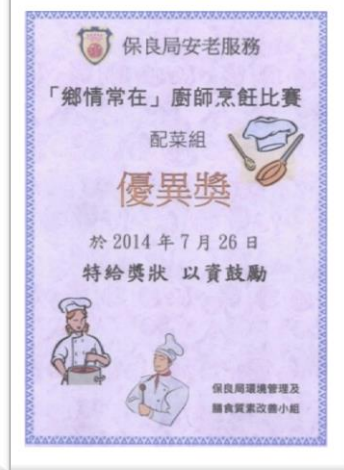 保良局安老服務
「鄉情常在」廚師烹飪比賽
配菜組
優異獎
於 2014 年 7 月 26 日
特給獎狀 以資鼓勵
保良局環境管理及
膳食質素改善小組